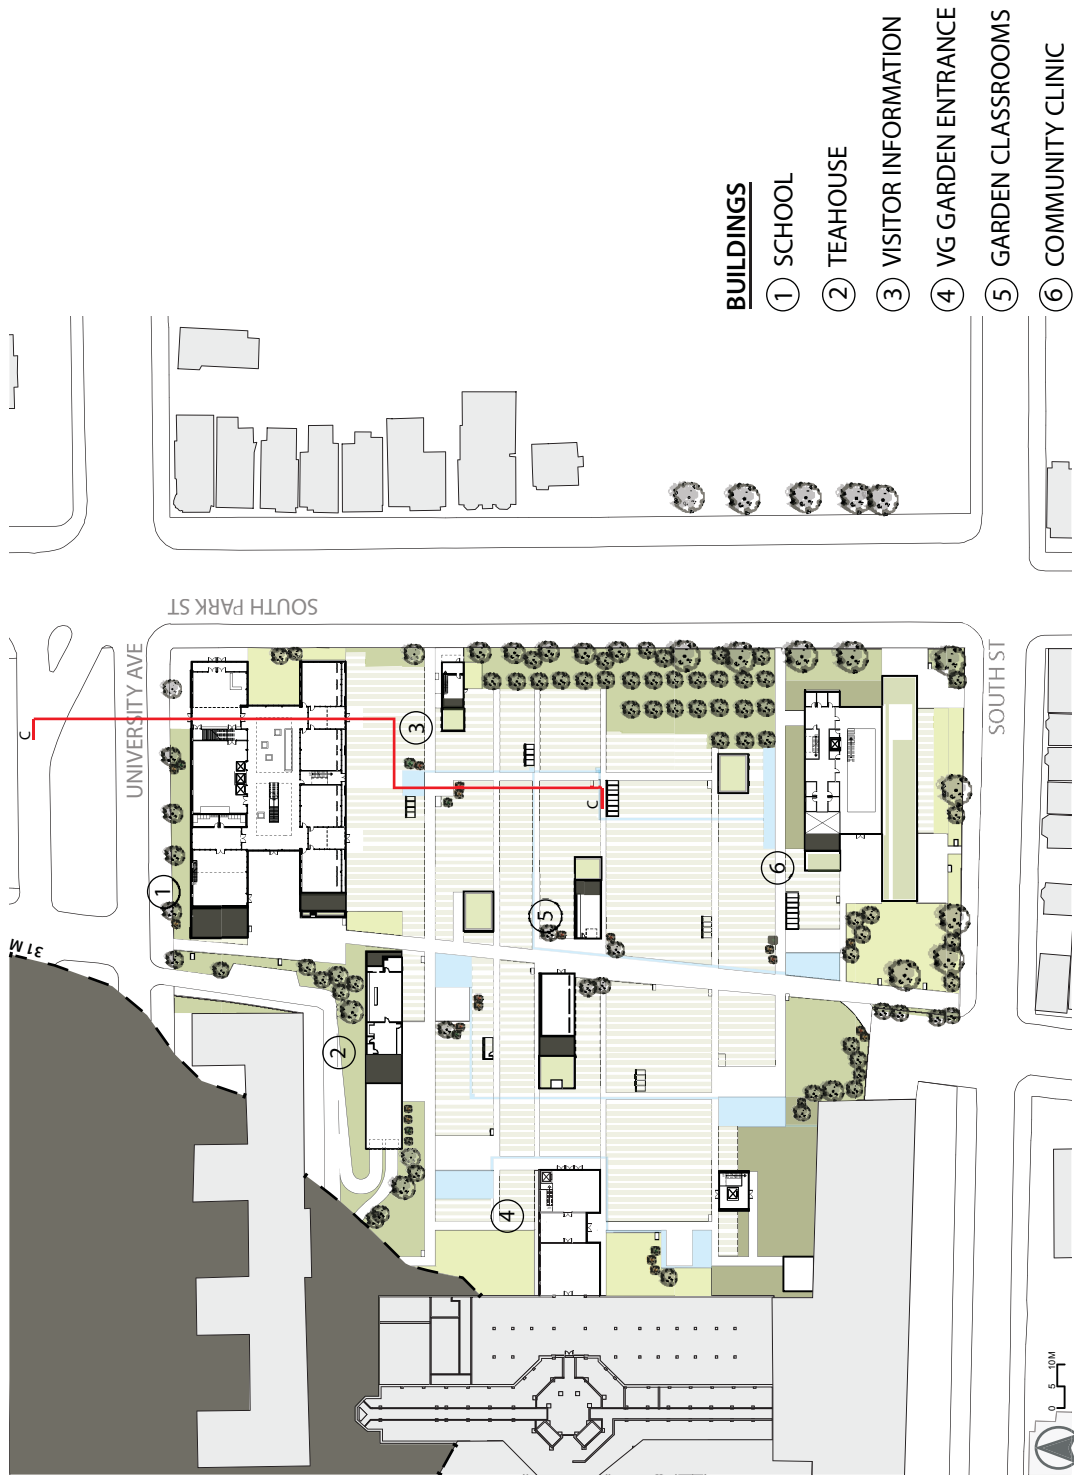 BUILDINGS
1 SCHOOL
2 TEAHOUSE
3 VISITOR INFORMATION
4 VG GARDEN ENTRANCE
5 GARDEN CLASSROOMS
6 COMMUNITY CLINIC
SOUTH PARK ST
UNIVERSITY AVE
SOUTH ST
C
C
31 M
1
2
3
4
5
6
0 5 10M